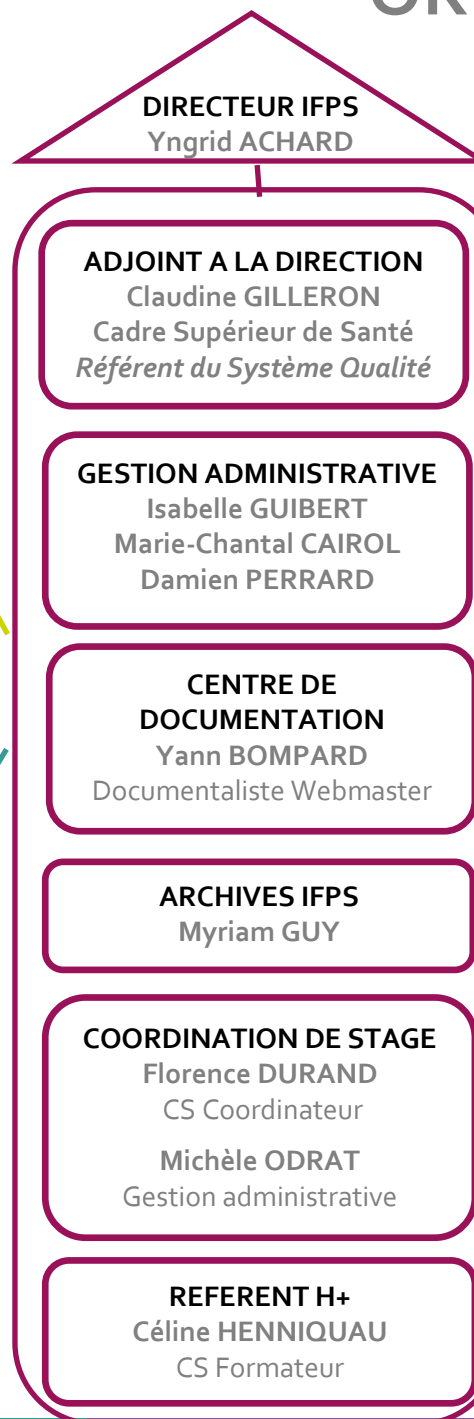 OR
DIRECTEUR IFPS
Yngrid ACHARD
ADJOINT A LA DIRECTION
Claudine GILLERON
Cadre Supérieur de Santé
Référent du Système Qualité
GESTION ADMINISTRATIVE
Isabelle GUIBERT
Marie-Chantal CAIROL
Damien PERRARD
CENTRE DE
DOCUMENTATION
Yann BOMPARD
Documentaliste Webmaster
ARCHIVES IFPS
Myriam GUY
COORDINATION DE STAGE
Florence DURAND
CS Coordinateur
Michèle ODRAT
Gestion administrative
REFERENT H+
Céline HENNIQUAU
CS Formateur